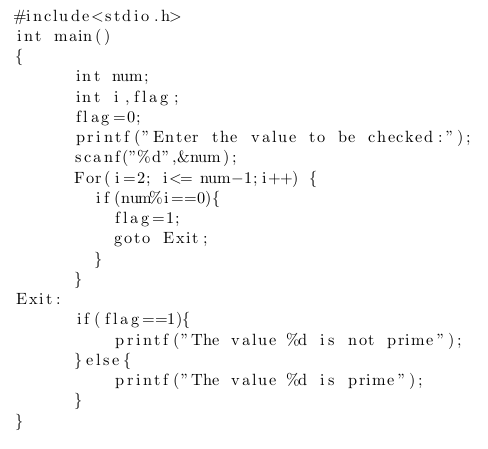 #include<stdio.h>
int main()
{
int num;
int i,flag;
flag=0;
printf("Enter the value to be checked:");
scanf("%d",&num);
For(i=2; i<= num-1;i++) {
if(num%i==0){
flag=1;
goto Exit;
}
}
Exit:
if(flag==1){
printf("The value %d is not prime");
}else{
printf("The value %d is prime");
}
}